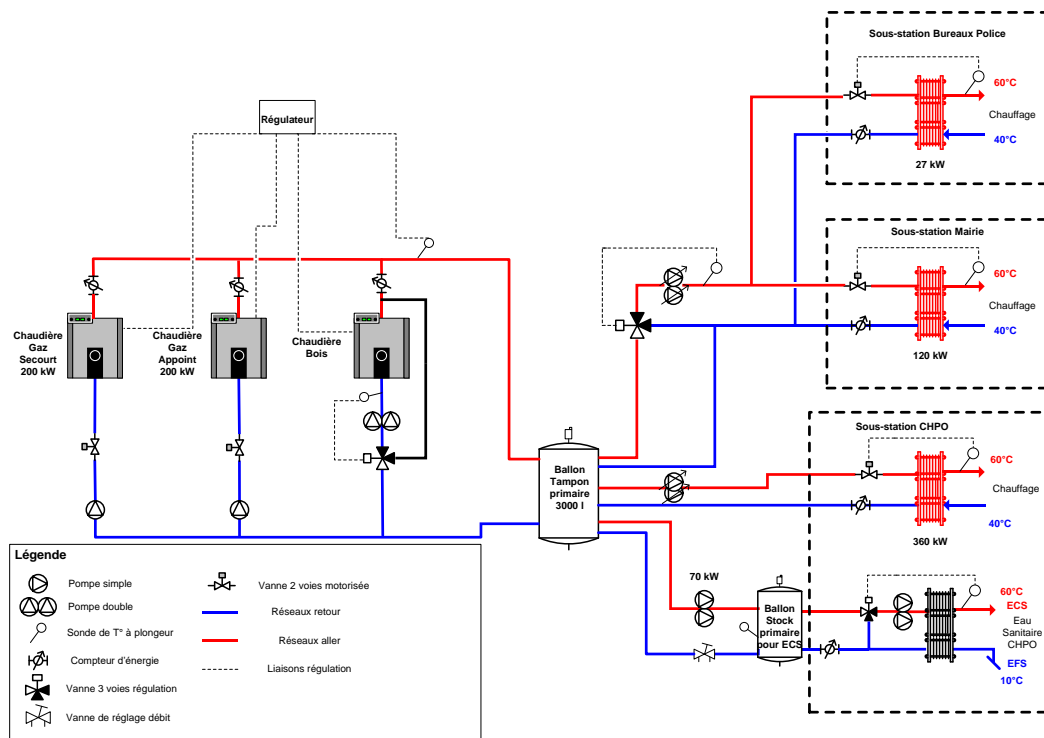 Sous-station Bureaux Police
60°C
Chauffage
40°C
27 kW
Régulateur
Sous-station Mairie
60°C
Chauffage
40°C
120 kW
Chaudière
Gaz
Secourt
200 kW
Chaudière
Gaz
Appoint
200 kW
Chaudière
Bois
Sous-station CHPO
60°C
Chauffage
40°C
360 kW
Ballon
Tampon
primaire
3000 l
70 kW
Ballon
Stock
primaire
pour ECS
60°C
ECS
Eau
Sanitaire
CHPO
EFS
10°C
Légende
Pompe simple
Pompe double
Sonde de T° à plongeur
Compteur d'énergie
Vanne 3 voies régulation
Vanne de réglage débit
Vanne 2 voies motorisée
Réseaux retour
Réseaux aller
Liaisons régulation